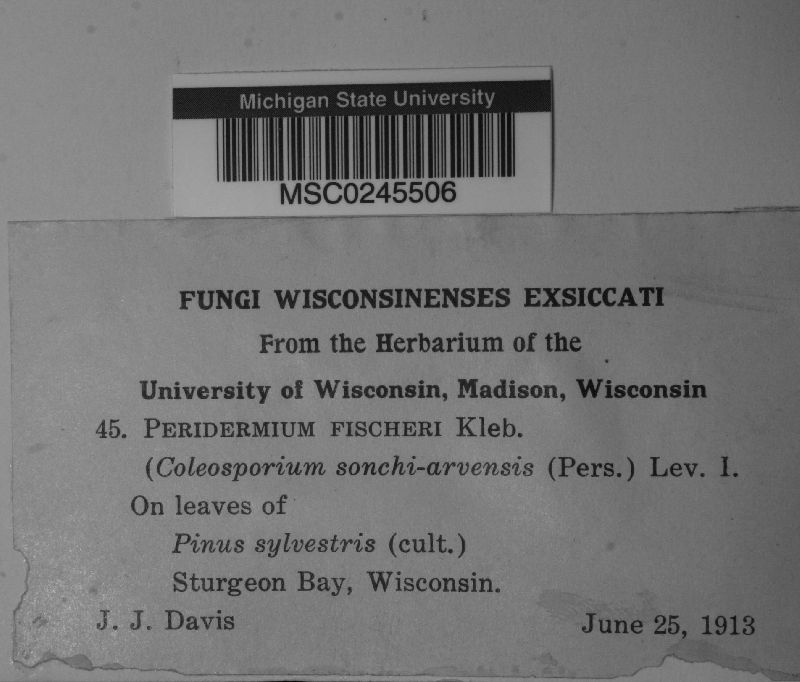 Michigan State University
MSC0245506
FUNGI WISCONSINENSES EXSICCATI
From the Herbarium of the
University of Wisconsin, Madison, Wisconsin
45. PERIDERMIUM FISCHERI Kleb.
(Coleosporium sonchi-arvensis (Pers.) Lev. I.
On leaves of
Pinus sylvestris (cult.)
Sturgeon Bay, Wisconsin.
J. J. Davis June 25, 1913